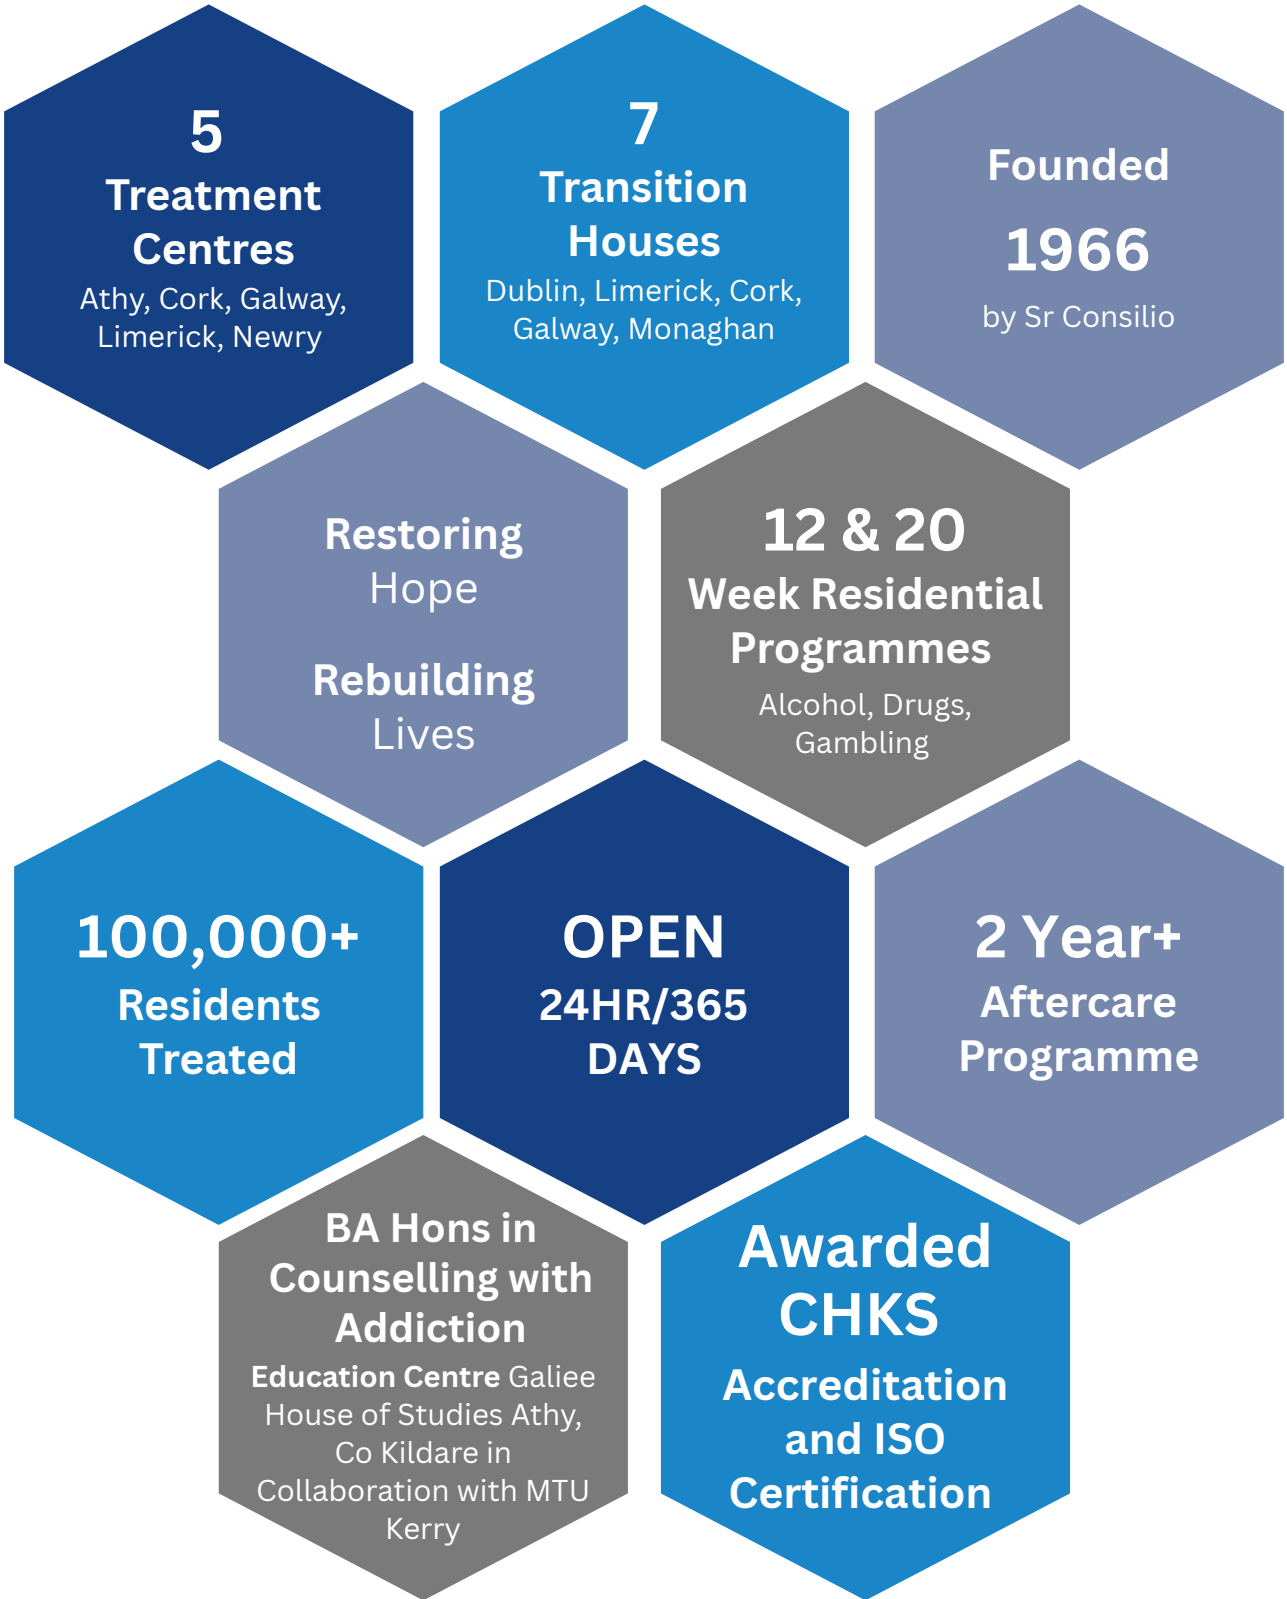 5
Treatment
Centres
Athy, Cork, Galway,
Limerick, Newry
7
Transition
Houses
Dublin, Limerick, Cork,
Galway, Monaghan
Founded
1966
by Sr Consilio
Restoring
Hope
Rebuilding
Lives
12 & 20
Week Residential
Programmes
Alcohol, Drugs,
Gambling
100,000+
Residents
Treated
OPEN
24HR/365
DAYS
2 Year+
Aftercare
Programme
BA Hons in
Counselling with
Addiction
Education Centre Galiee
House of Studies Athy,
Co Kildare in
Collaboration with MTU
Kerry
Awarded
CHKS
Accreditation
and ISO
Certification